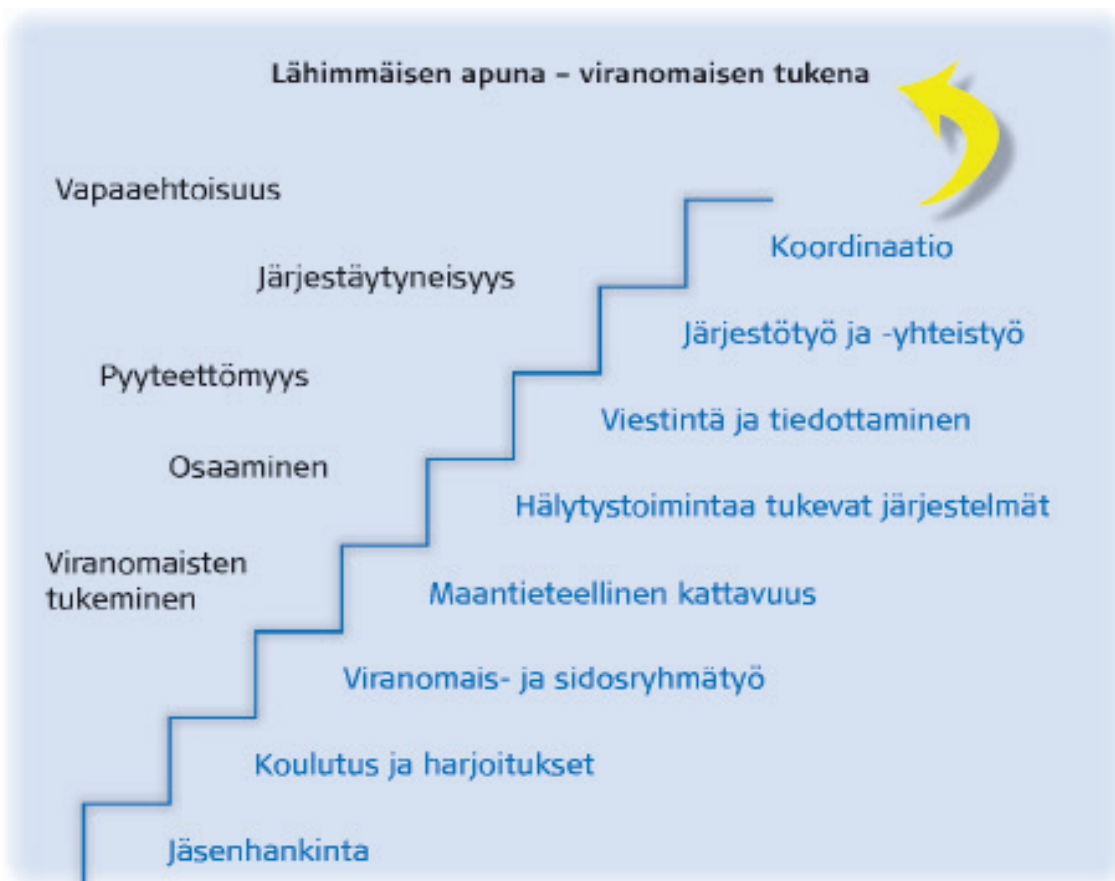 Lähimmäisen apuna – viranomaisen tukena
Vapaaehtoisuus
Koordinaatio
Järjestäytyneisyys
Järjestötyö ja -yhteistyö
Pyyteettömyys
Viestintä ja tiedottaminen
Osaaminen
Hälytystoimintaa tukevat järjestelmät
Viranomaisten
tukeminen
Maantieteellinen kattavuus
Viranomais- ja sidosryhmätyö
Koulutus ja harjoitukset
Jäsenhankinta